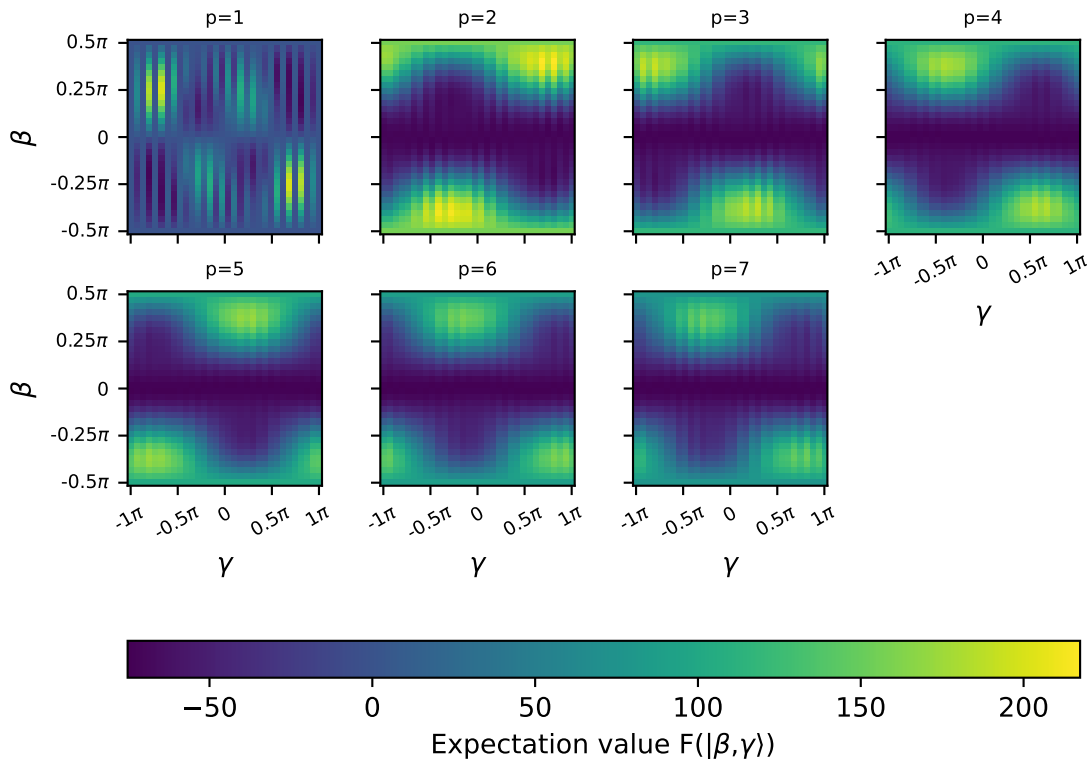 p=1 p=2 p=3 p=4
0.5π
0.25π
0
-0.25π
-0.5π
β
-1π -0.5π 0 0.5π 1π
γ
p=5 p=6 p=7
0.5π
0.25π
0
-0.25π
-0.5π
β
-1π -0.5π 0 0.5π 1π -1π -0.5π 0 0.5π 1π -1π -0.5π 0 0.5π 1π
γ γ γ
−50 0 50 100 150 200
Expectation value F(|β,γ⟩)